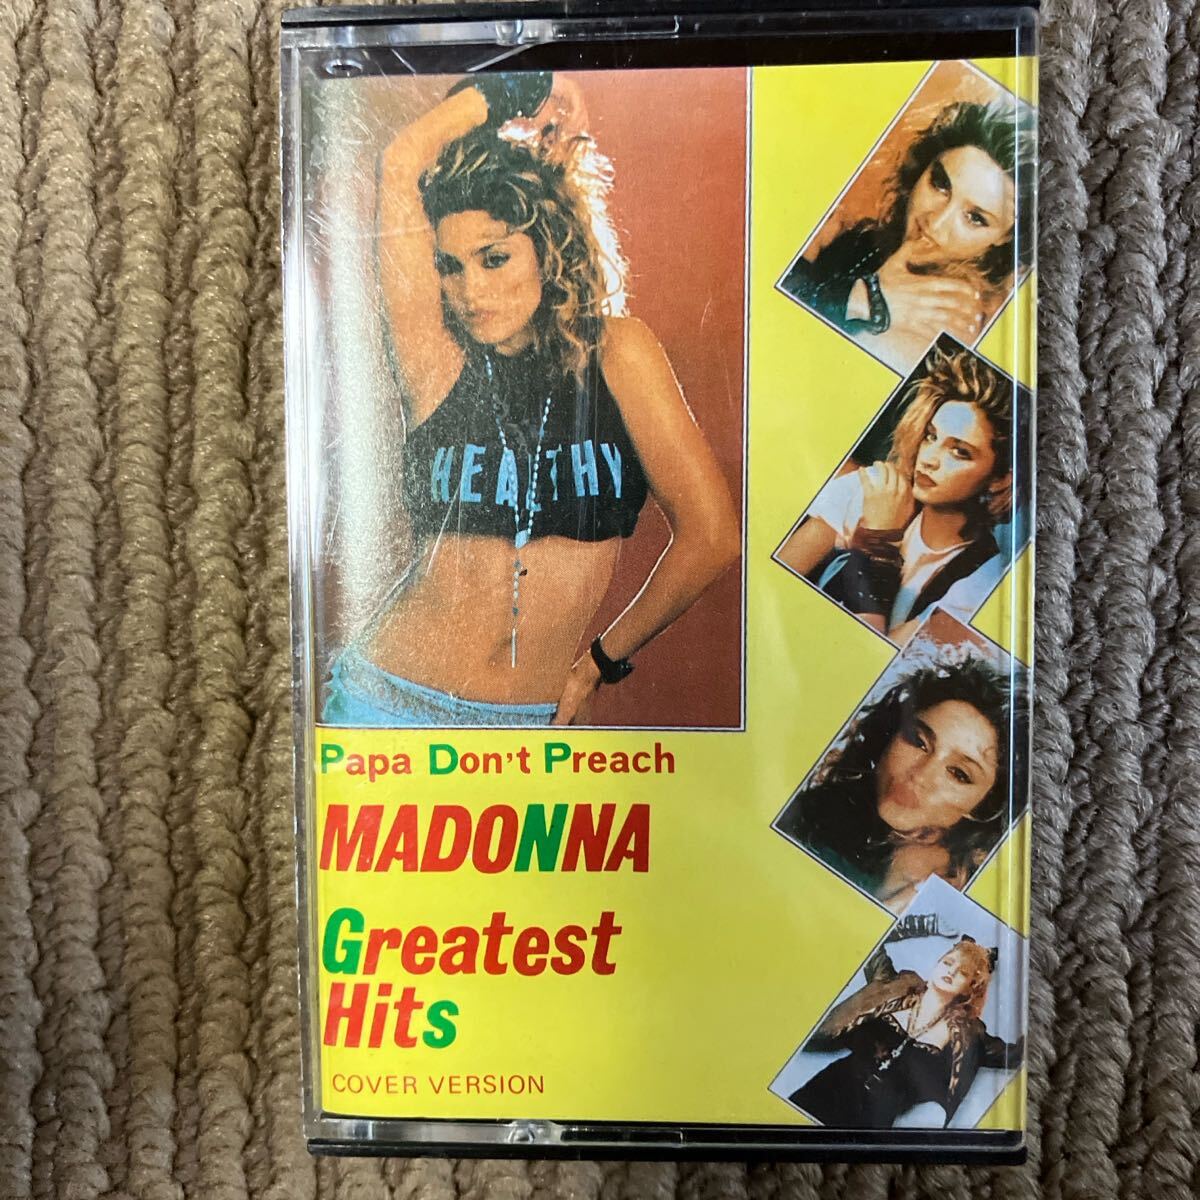 HEALTHY
Papa Don't Preach
MADONNA
Greatest
Hits
COVER VERSION